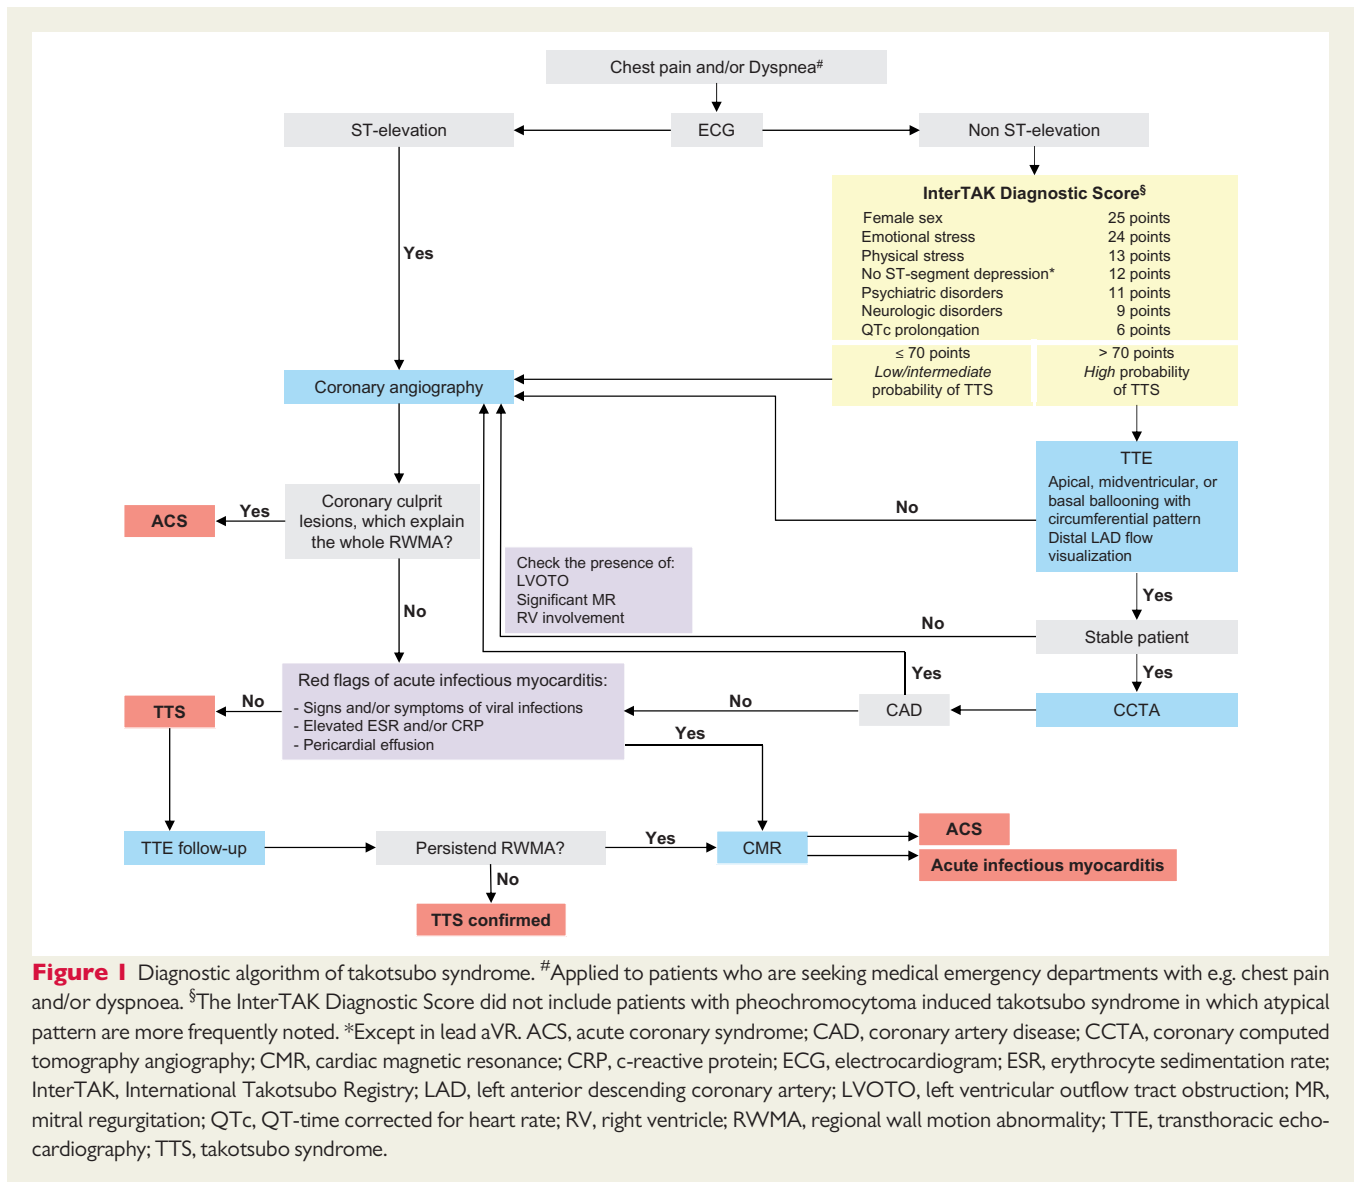 Chest pain and/or Dyspnea#
ST-elevation
ECG
Non ST-elevation
InterTAK Diagnostic Score§
Female sex 25 points
Emotional stress 24 points
Physical stress 13 points
No ST-segment depression* 12 points
Psychiatric disorders 11 points
Neurologic disorders 9 points
QTc prolongation 6 points
≤ 70 points
Low/intermediate
probability of TTS
> 70 points
High probability
of TTS
Yes
Coronary angiography
TTE
Apical, midventricular, or
basal ballooning with
circumferential pattern
Distal LAD flow
visualization
No
Coronary culprit
lesions, which explain
the whole RWMA?
Yes
ACS
Check the presence of:
LVOTO
Significant MR
RV involvement
No
Yes
No
Stable patient
Yes
Yes
Red flags of acute infectious myocarditis:
- Signs and/or symptoms of viral infections
- Elevated ESR and/or CRP
- Pericardial effusion
No
TTS
No
CAD
CCTA
Yes
TTE follow-up
Persistend RWMA?
Yes
CMR
ACS
Acute infectious myocarditis
No
TTS confirmed
Figure 1 Diagnostic algorithm of takotsubo syndrome. #Applied to patients who are seeking medical emergency departments with e.g. chest pain
and/or dyspnoea. §The InterTAK Diagnostic Score did not include patients with pheochromocytoma induced takotsubo syndrome in which atypical
pattern are more frequently noted. *Except in lead aVR. ACS, acute coronary syndrome; CAD, coronary artery disease; CCTA, coronary computed
tomography angiography; CMR, cardiac magnetic resonance; CRP, c-reactive protein; ECG, electrocardiogram; ESR, erythrocyte sedimentation rate;
InterTAK, International Takotsubo Registry; LAD, left anterior descending coronary artery; LVOTO, left ventricular outflow tract obstruction; MR,
mitral regurgitation; QTc, QT-time corrected for heart rate; RV, right ventricle; RWMA, regional wall motion abnormality; TTE, transthoracic echo-
cardiography; TTS, takotsubo syndrome.